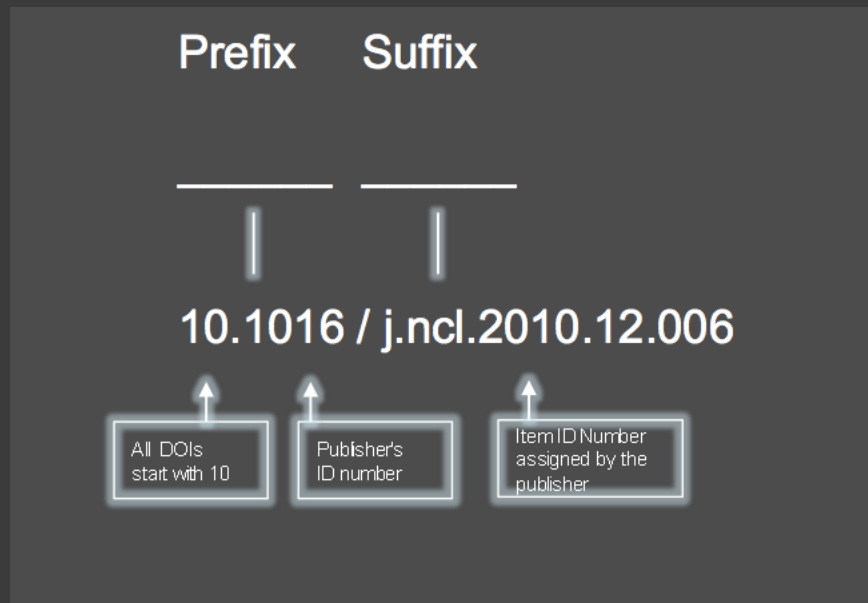 Prefix Suffix
10.1016 / j.ncl.2010.12.006
All DOIs
start with 10
Publisher's
ID number
Item ID Number
assigned by the
publisher